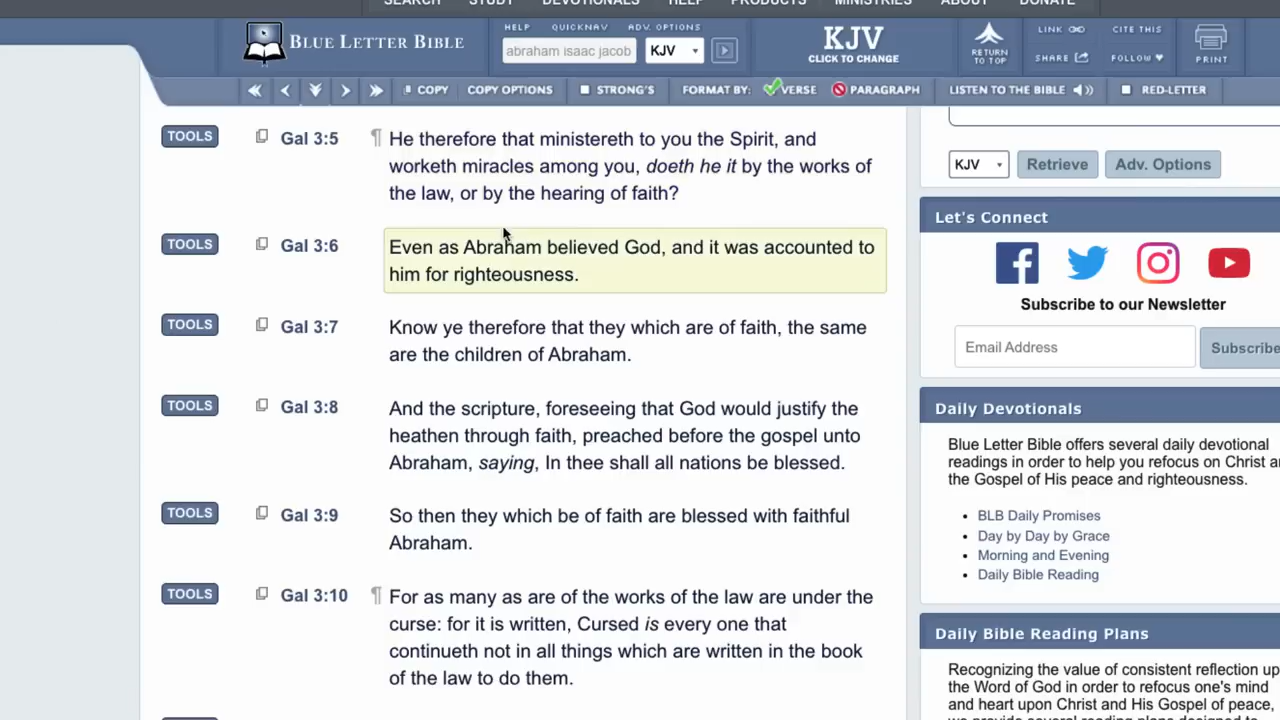 SEARCH STUDY DEVOTIONALS HELP PRODUCTS MINISTRIES ABOUT DONATE
BLUE LETTER BIBLE
HELP QUICKNAV ADV. OPTIONS
abraham isaac jacob KJV
KJV
CLICK TO CHANGE
RETURN
TO TOP
LINK CITE THIS
SHARE FOLLOW
PRINT
COPY COPY OPTIONS STRONG'S FORMAT BY: VERSE PARAGRAPH LISTEN TO THE BIBLE RED-LETTER
TOOLS Gal 3:5 ¶ He therefore that ministereth to you the Spirit, and
worketh miracles among you, doeth he it by the works of
the law, or by the hearing of faith?
TOOLS Gal 3:6 Even as Abraham believed God, and it was accounted to
him for righteousness.
TOOLS Gal 3:7 Know ye therefore that they which are of faith, the same
are the children of Abraham.
TOOLS Gal 3:8 And the scripture, foreseeing that God would justify the
heathen through faith, preached before the gospel unto
Abraham, saying, In thee shall all nations be blessed.
TOOLS Gal 3:9 So then they which be of faith are blessed with faithful
Abraham.
TOOLS Gal 3:10 ¶ For as many as are of the works of the law are under the
curse: for it is written, Cursed is every one that
continueth not in all things which are written in the book
of the law to do them.
KJV Retrieve Adv. Options
Let's Connect
Subscribe to our Newsletter
Email Address Subscribe
Daily Devotionals
Blue Letter Bible offers several daily devotional
readings in order to help you refocus on Christ
the Gospel of His peace and righteousness.
• BLB Daily Promises
• Day by Day by Grace
• Morning and Evening
• Daily Bible Reading
Daily Bible Reading Plans
Recognizing the value of consistent reflection
the Word of God in order to refocus one's mind
and heart upon Christ and His Gospel of peace,
we provide several reading plans designed to